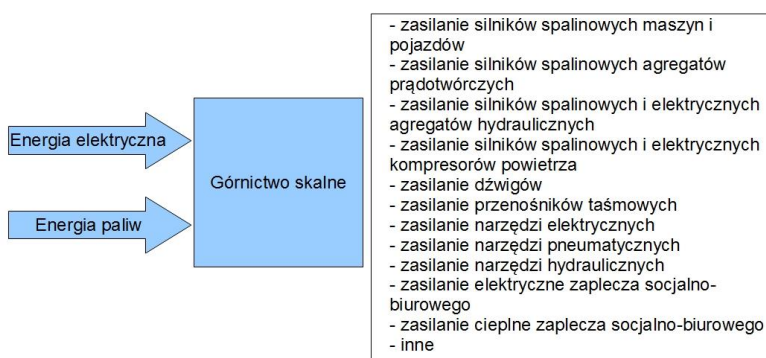 Energia elektryczna
Energia paliw
Górnictwo skalne
- zasilanie silników spalinowych maszyn i
pojazdów
- zasilanie silników spalinowych agregatów
prądotwórczych
- zasilanie silników spalinowych i elektrycznych
agregatów hydraulicznych
- zasilanie silników spalinowych i elektrycznych
kompresorów powietrza
- zasilanie dźwigów
- zasilanie przenośników taśmowych
- zasilanie narzędzi elektrycznych
- zasilanie narzędzi pneumatycznych
- zasilanie narzędzi hydraulicznych
- zasilanie elektryczne zaplecza socjalno-
biurowego
- zasilanie cieplne zaplecza socjalno-biurowego
- inne